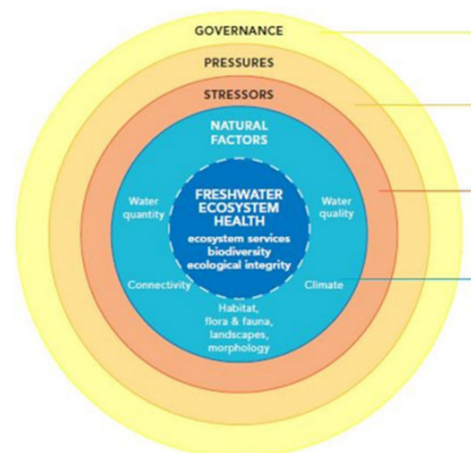 GOVERNANCE
PRESSURES
STRESSORS
NATURAL
FACTORS
FRESHWATER
ECOSYSTEM
HEALTH
ecosystem services
biodiversity
ecological integrity
Water
quantity
Water
quality
Connectivity
Climate
Habitat,
flora & fauna,
landscapes,
morphology